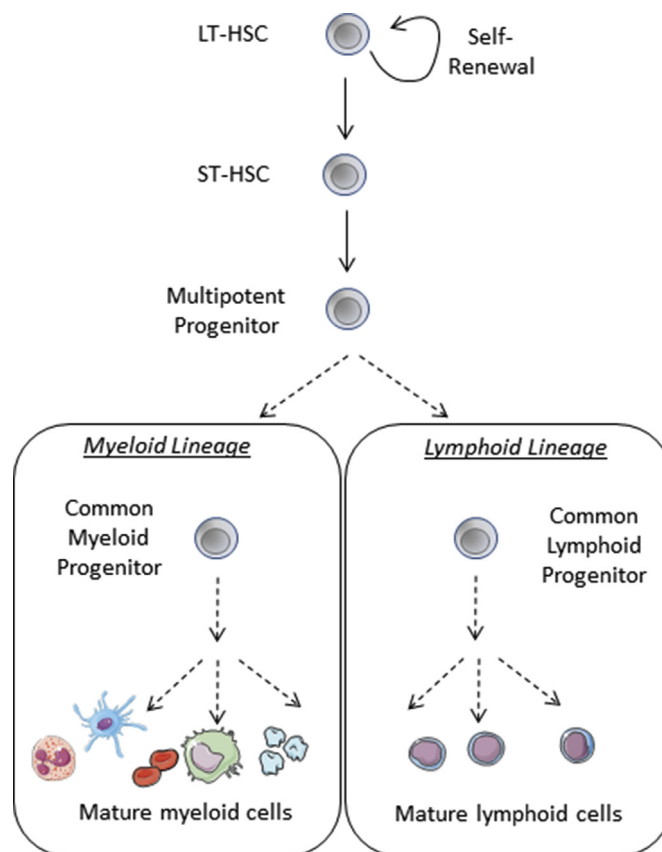 LT-HSC
Self-
Renewal
ST-HSC
Multipotent
Progenitor
Myeloid Lineage
Common
Myeloid
Progenitor
Mature myeloid cells
Lymphoid Lineage
Common
Lymphoid
Progenitor
Mature lymphoid cells